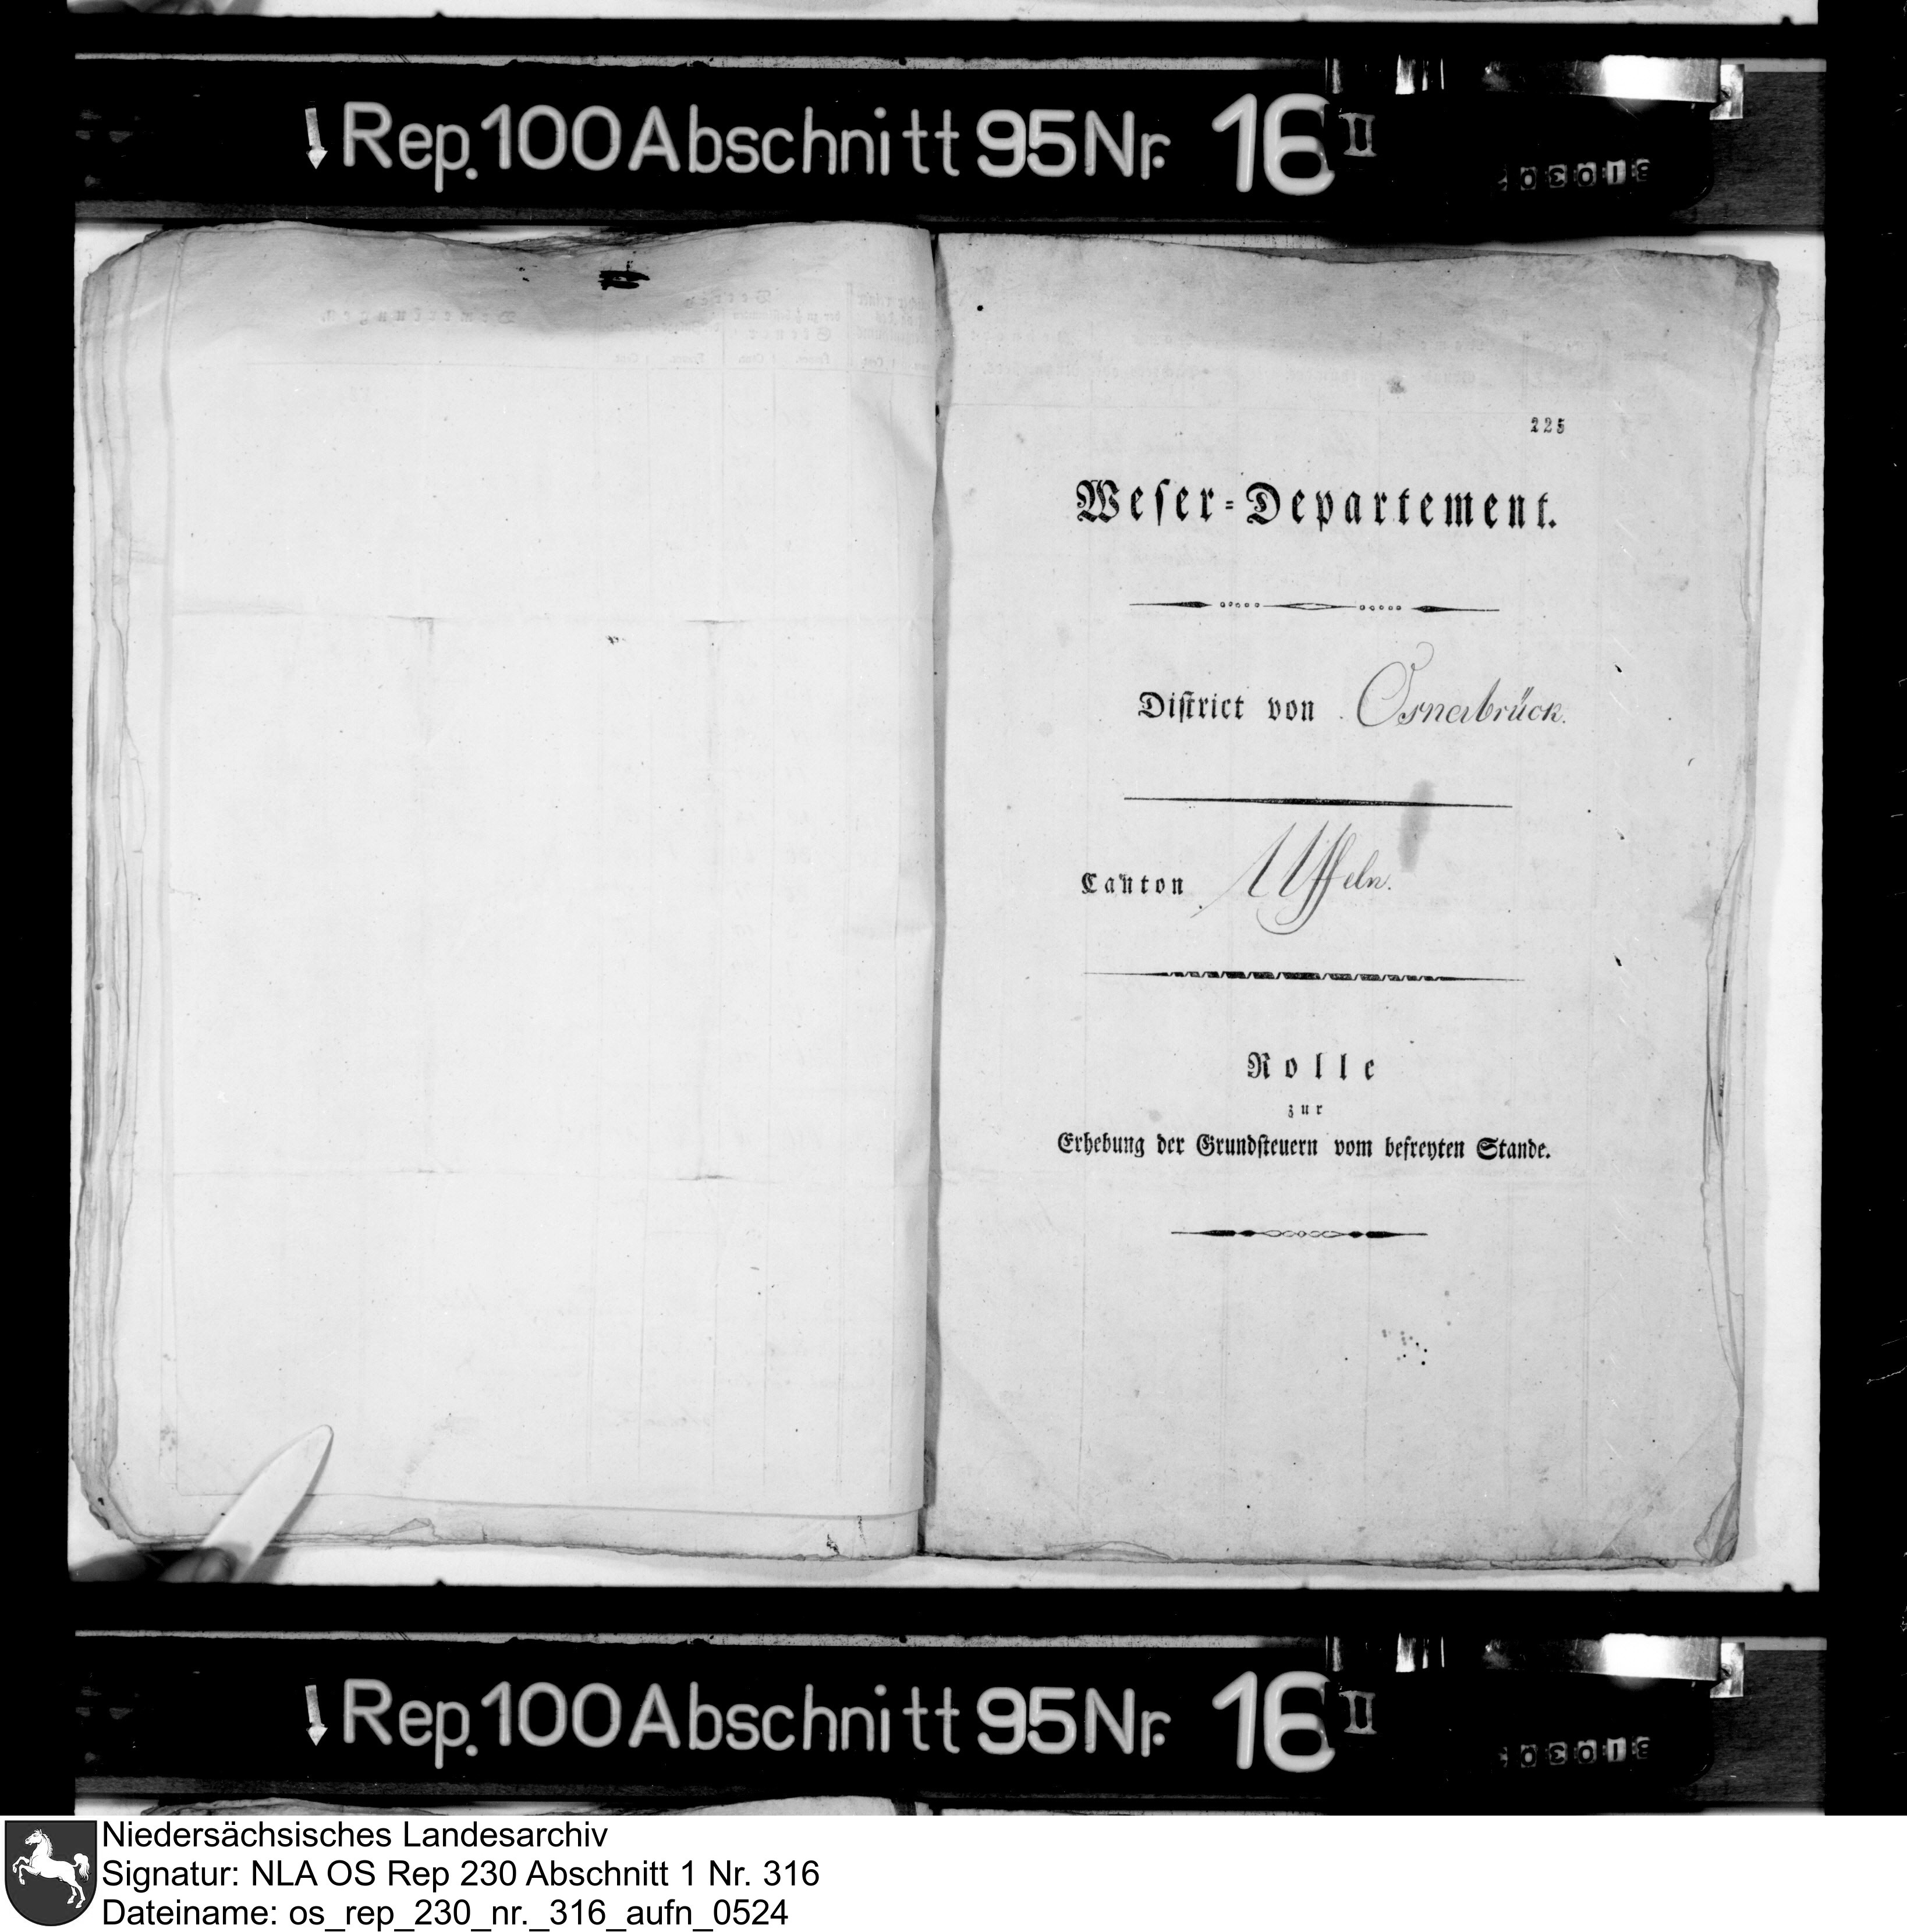 Rep. 100 Abschnitt 95 Nr. 16 II
225
Weser-Departement.
District von Osnabrück.
Canton Uffeln.
Rolle
zur
Erhebung der Grundsteuern vom befreyten Stande.
Rep. 100 Abschnitt 95 Nr. 16 II
Niedersächsisches Landesarchiv
Signatur: NLA OS Rep 230 Abschnitt 1 Nr. 316
Dateiname: os_rep_230_nr._316_aufn_0524